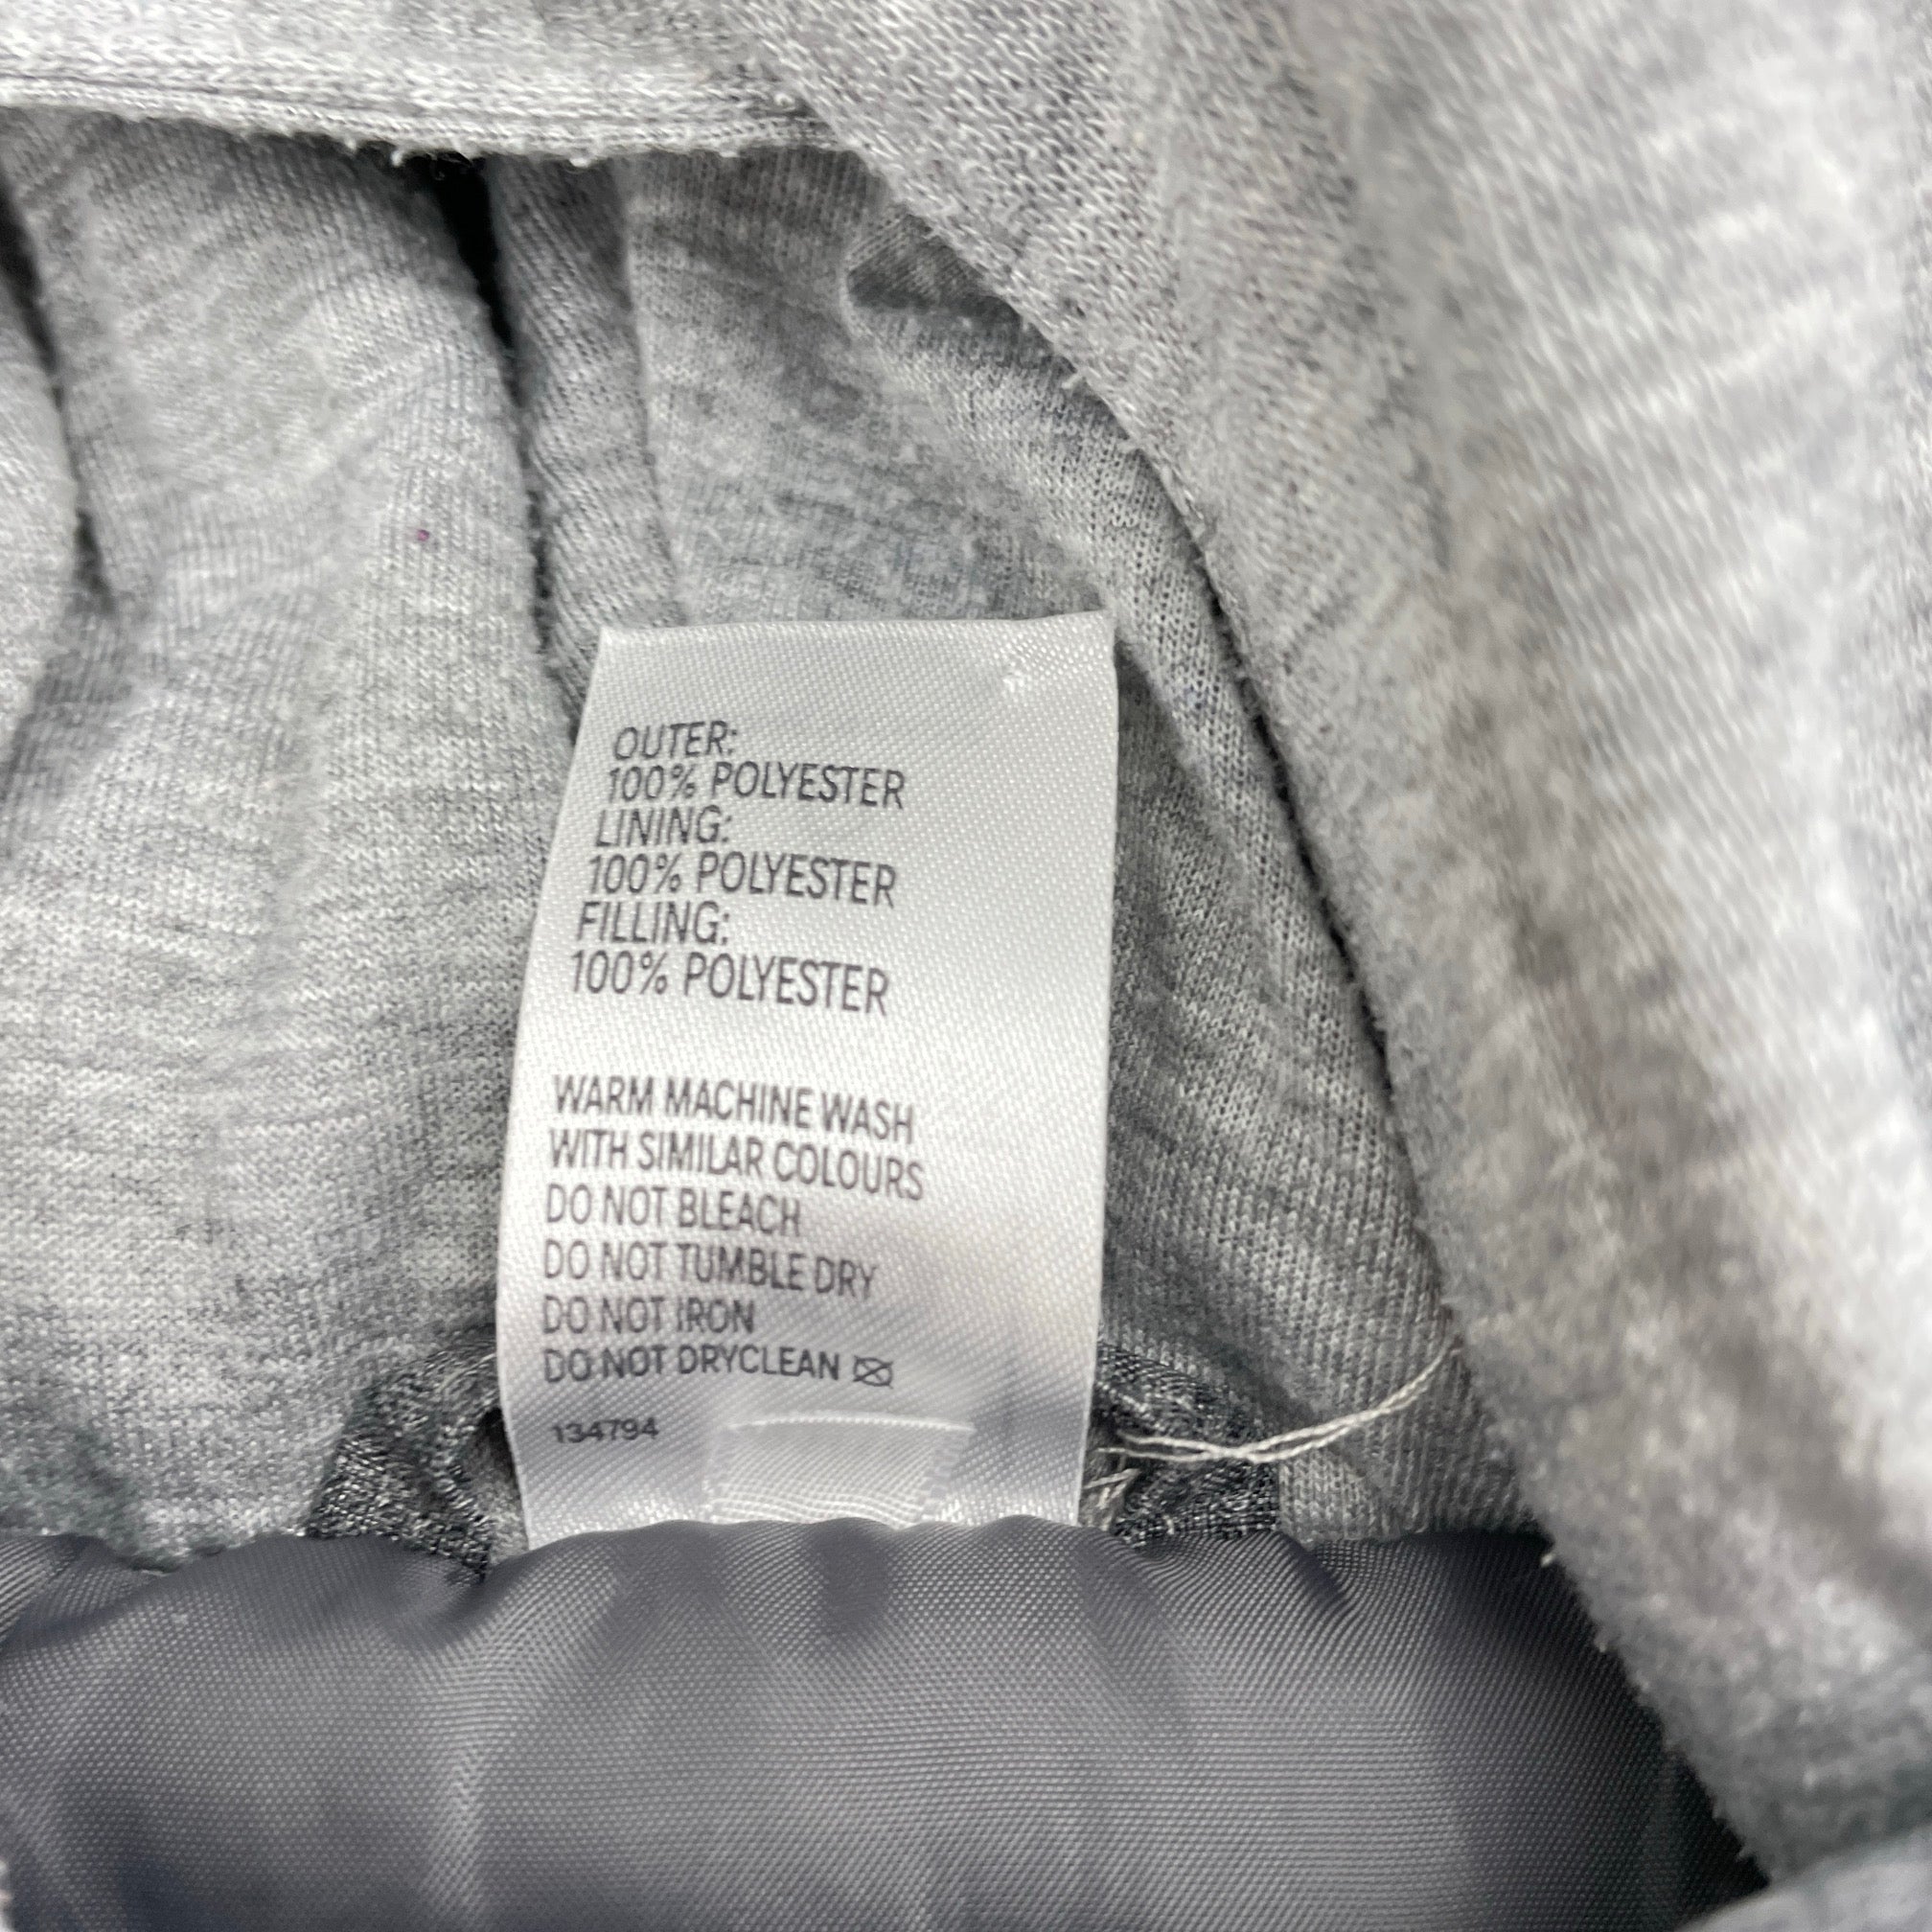 OUTER:
100% POLYESTER
LINING:
100% POLYESTER
FILLING:
100% POLYESTER
WARM MACHINE WASH
WITH SIMILAR COLOURS
DO NOT BLEACH
DO NOT TUMBLE DRY
DO NOT IRON
DO NOT DRYCLEAN
134794